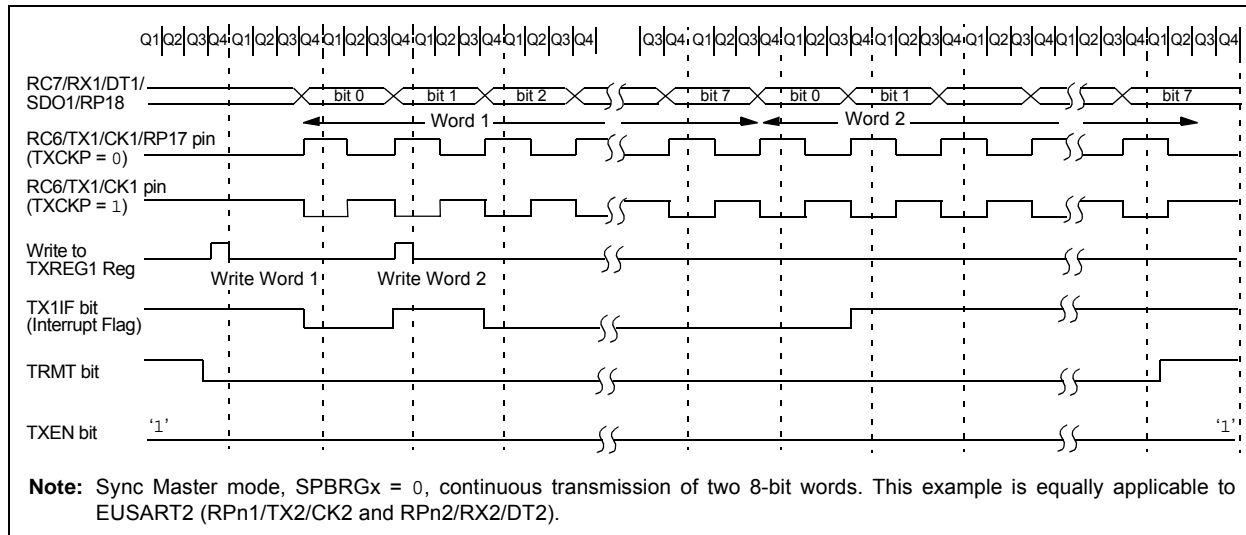 Q1 Q2 Q3 Q4 Q1 Q2 Q3 Q4 Q1 Q2 Q3 Q4 Q1 Q2 Q3 Q4 Q1 Q2 Q3 Q4 Q3 Q4 Q1 Q2 Q3 Q4 Q1 Q2 Q3 Q4 Q1 Q2 Q3 Q4 Q1 Q2 Q3 Q4 Q1 Q2 Q3 Q4 Q1 Q2 Q3 Q4
RC7/RX1/DT1/
SDO1/RP18
bit 0 bit 1 bit 2 bit 7 bit 0 bit 1 bit 7
Word 1 Word 2
RC6/TX1/CK1/RP17 pin
(TXCKP = 0)
RC6/TX1/CK1 pin
(TXCKP = 1)
Write to
TXREG1 Reg
Write Word 1 Write Word 2
TX1IF bit
(Interrupt Flag)
TRMT bit
TXEN bit
‘1’ ‘1’
Note: Sync Master mode, SPBRGx = 0, continuous transmission of two 8-bit words. This example is equally applicable to
EUSART2 (RPn1/TX2/CK2 and RPn2/RX2/DT2).